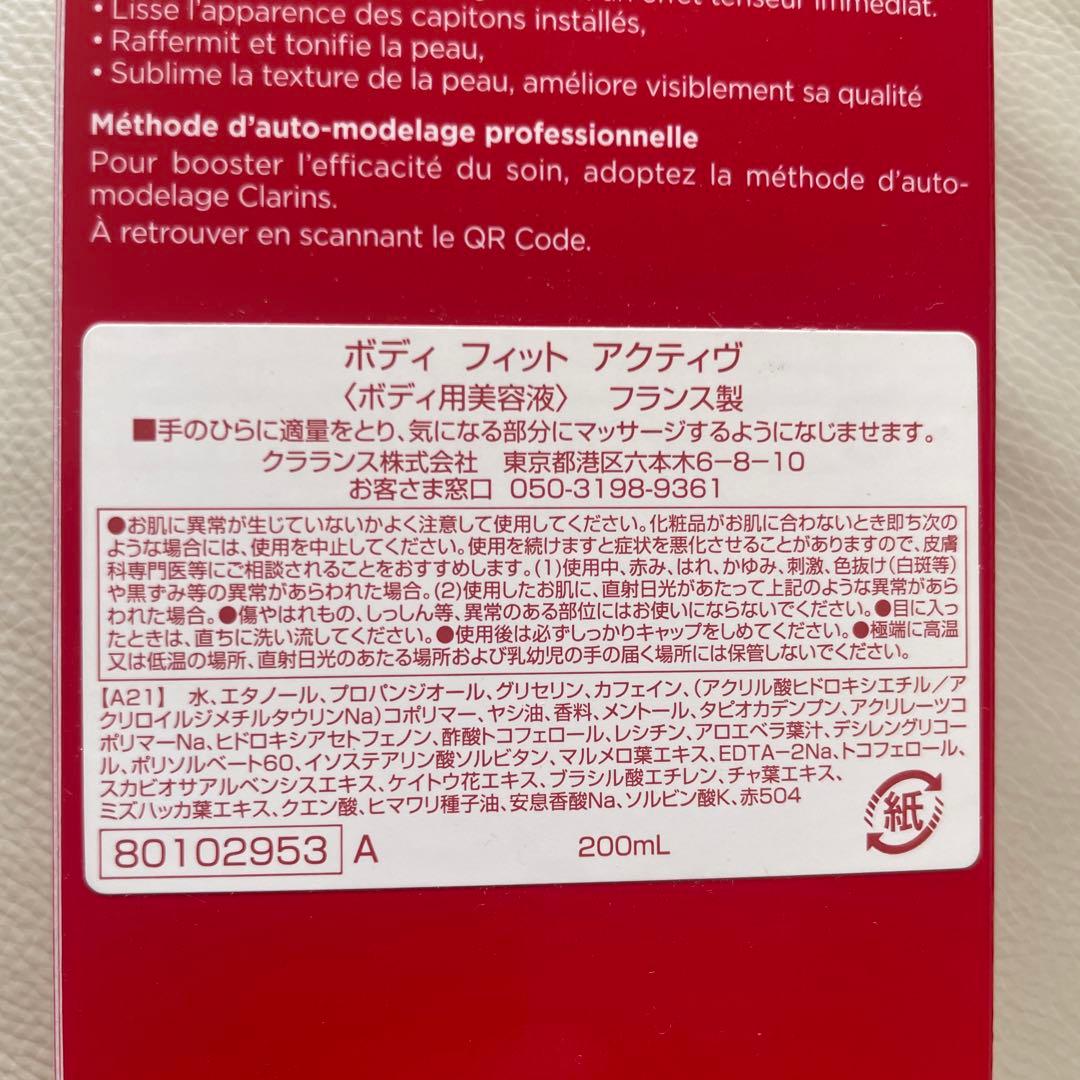 effet tenseur immédiat.
• Lisse l'apparence des capitons installés,
• Raffermit et tonifie la peau,
• Sublime la texture de la peau, améliore visiblement sa qualité
Méthode d'auto-modelage professionnelle
Pour booster l'efficacité du soin, adoptez la méthode d'auto-
modelage Clarins.
À retrouver en scannant le QR Code.
ボディ フィット アクティヴ
〈ボディ用美容液〉 フランス製
■手のひらに適量をとり、気になる部分にマッサージするようになじませます。
クラランス株式会社 東京都港区六本木6-8-10
お客さま窓口 050-3198-9361
●お肌に異常が生じていないかよく注意して使用してください。化粧品がお肌に合わないとき即ち次の
ような場合には、使用を中止してください。使用を続けますと症状を悪化させることがありますので、皮膚
科専門医等にご相談されることをおすすめします。(1)使用中、赤み、はれ、かゆみ、刺激、色抜け(白斑等)
や黒ずみ等の異常があらわれた場合。(2)使用したお肌に、直射日光があたって上記のような異常があら
われた場合。●傷やはれもの、しっしん等、異常のある部位にはお使いにならないでください。●目に入っ
たときは、直ちに洗い流してください。●使用後は必ずしっかりキャップをしめてください。●極端に高温
又は低温の場所、直射日光のあたる場所および乳幼児の手の届く場所には保管しないでください。
【A21】 水、エタノール、プロパンジオール、グリセリン、カフェイン、(アクリル酸ヒドロキシエチル/ア
クリロイルジメチルタウリンNa)コポリマー、ヤシ油、香料、メントール、タピオカデンプン、アクリレーツコ
ポリマーNa、ヒドロキシアセトフェノン、酢酸トコフェロール、レシチン、アロエベラ葉汁、デシレングリコー
ル、ポリソルベート60、イソステアリン酸ソルビタン、マルメロ葉エキス、EDTA-2Na、トコフェロール、
スカビオサアルベンシスエキス、ケイトウ花エキス、ブラシル酸エチレン、チャ葉エキス、
ミズハッカ葉エキス、クエン酸、ヒマワリ種子油、安息香酸Na、ソルビン酸K、赤504
紙
80102953 A 200mL